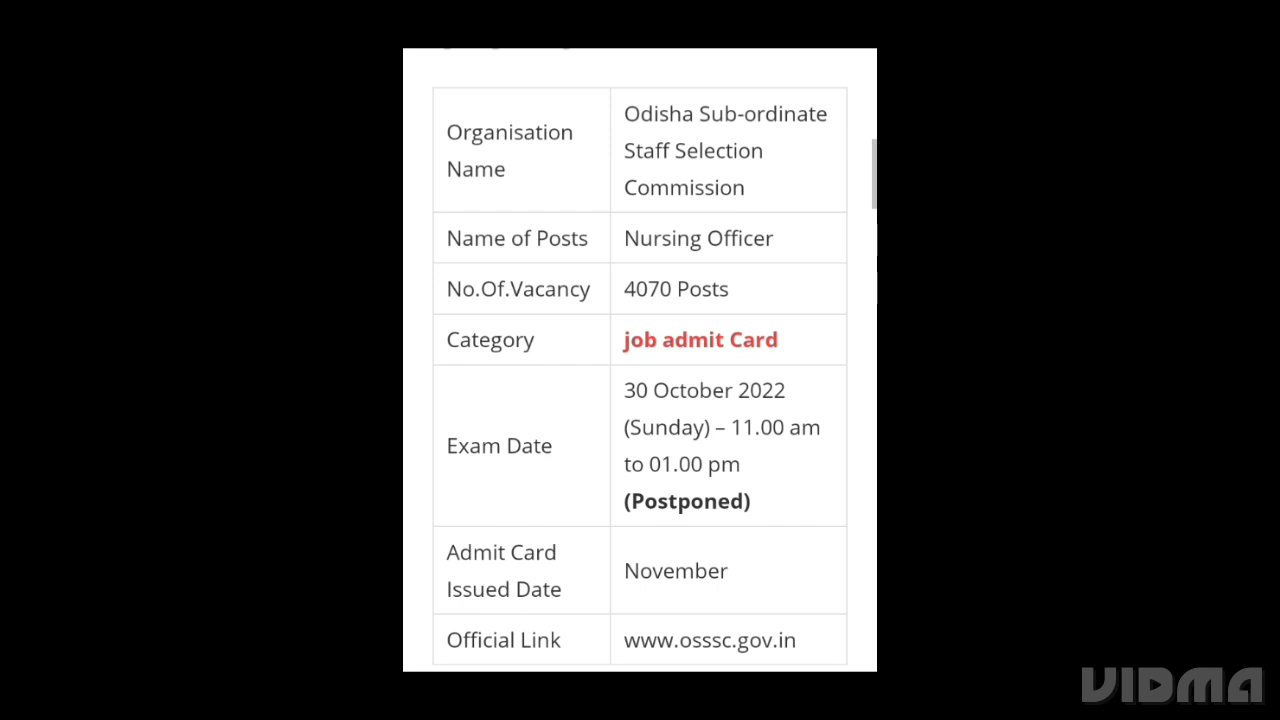 Organisation
Name
Odisha Sub-ordinate
Staff Selection
Commission
Name of Posts
Nursing Officer
No.Of.Vacancy
4070 Posts
Category
job admit Card
Exam Date
30 October 2022
(Sunday) – 11.00 am
to 01.00 pm
(Postponed)
Admit Card
Issued Date
November
Official Link
www.osssc.gov.in
VIDMA